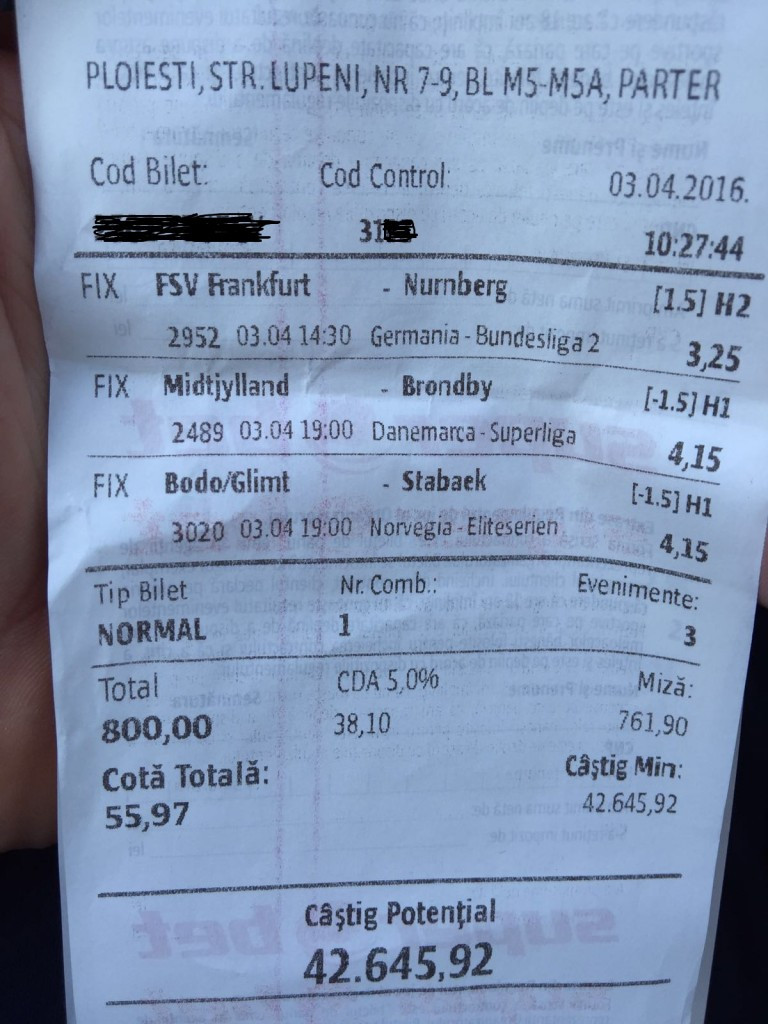 PLOIESTI, STR. LUPENI, NR 7-9, BL M5-M5A, PARTER
Cod Bilet: Cod Control: 03.04.2016.
31 10:27:44
FIX FSV Frankfurt - Nurnberg [1.5] H2
2952 03.04 14:30 Germania - Bundesliga 2 3,25
FIX Midtjylland - Brondby [-1.5] H1
2489 03.04 19:00 Danemarca - Superliga 4,15
FIX Bodo/Glimt - Stabaek [-1.5] H1
3020 03.04 19:00 Norvegia - Eliteserien 4,15
Tip Bilet Nr. Comb.: Evenimente:
NORMAL 1 3
Total CDA 5,0% Miză:
800,00 38,10 761,90
Cotă Totală: Câştig Min:
55,97 42.645,92
Câştig Potenţial
42.645,92